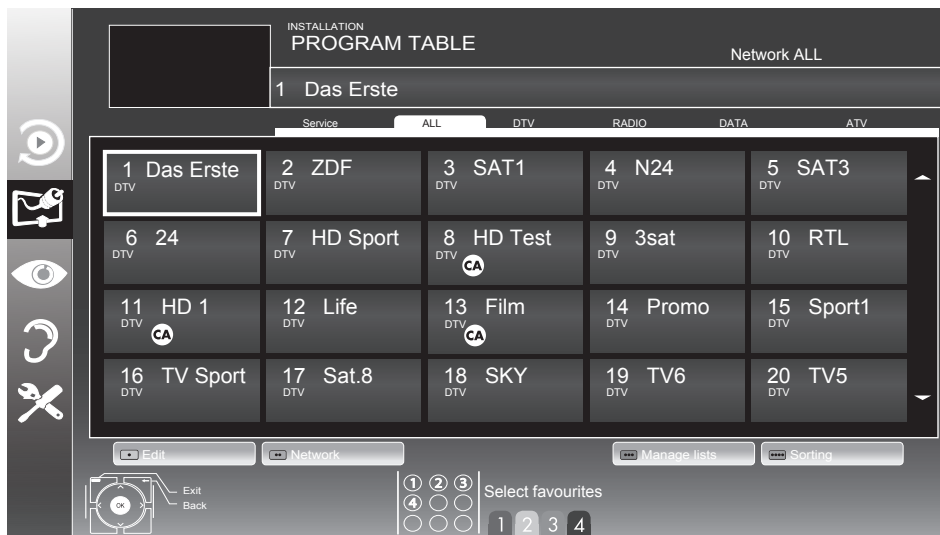 INSTALLATION
PROGRAM TABLE
Network ALL
1 Das Erste
Service ALL DTV RADIO DATA ATV
1 Das Erste 2 ZDF 3 SAT1 4 N24 5 SAT3
DTV DTV DTV DTV DTV
6 24 7 HD Sport 8 HD Test 9 3sat 10 RTL
DTV DTV DTV DTV DTV
CA
11 HD 1 12 Life 13 Film 14 Promo 15 Sport1
DTV DTV DTV DTV DTV
CA CA
16 TV Sport 17 Sat.8 18 SKY 19 TV6 20 TV5
DTV DTV DTV DTV DTV
Edit Network Manage lists Sorting
Exit
Back
OK
1 2 3
4
Select favourites
1 2 3 4